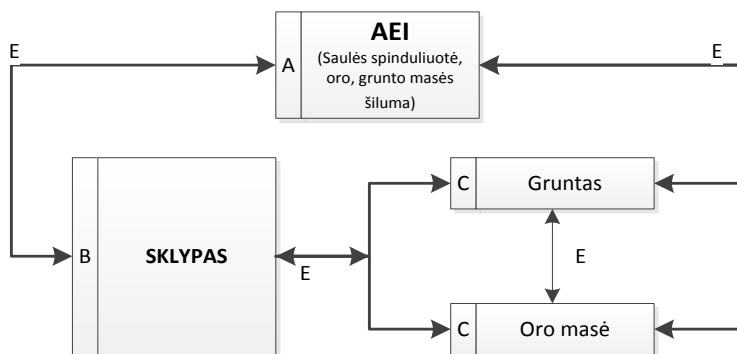 E
AEI
E
A
(Saulės spinduliuotė,
oro, grunto masės
šiluma)
C
Gruntas
B
SKLYPAS
E
E
C
Oro masė